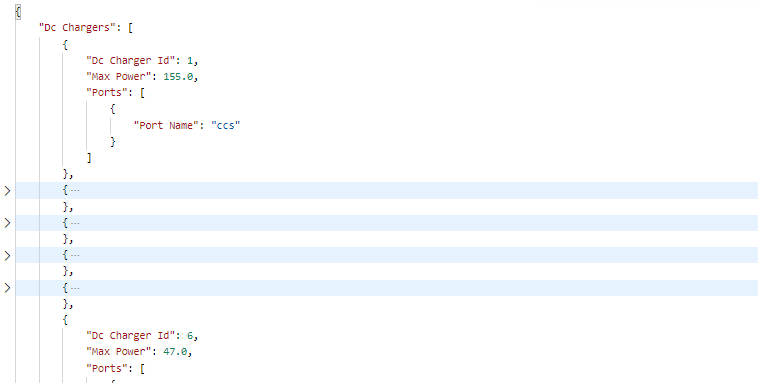 {
"Dc Chargers": [
{
"Dc Charger Id": 1,
"Max Power": 155.0,
"Ports": [
{
"Port Name": "ccs"
}
]
},
{ ...
},
{ ...
},
{ ...
},
{ ...
},
{
"Dc Charger Id": 6,
"Max Power": 47.0,
"Ports": [
{